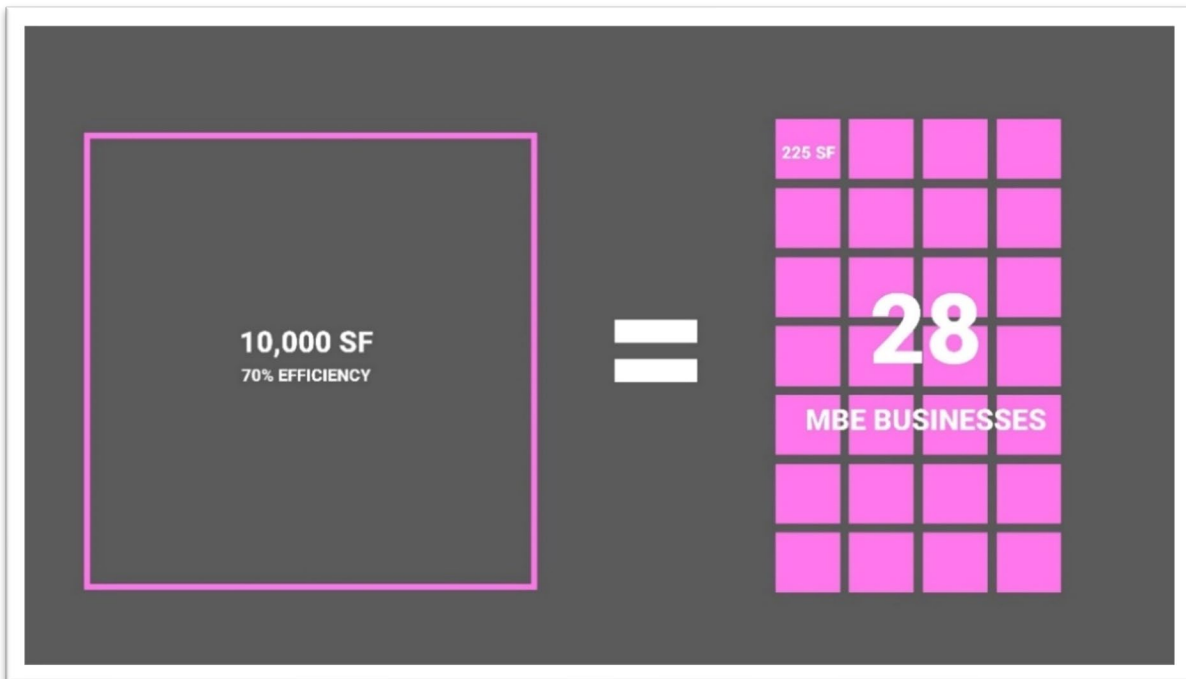 10,000 SF
70% EFFICIENCY
225 SF
28
MBE BUSINESSES